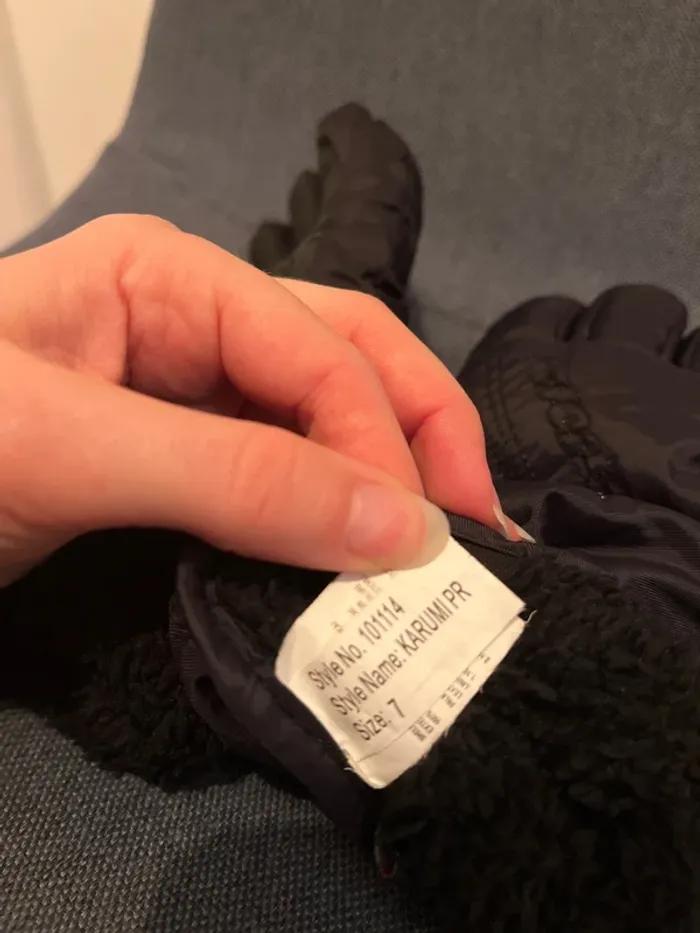 Style No. 101114
Style Name: KARUMI PR
Size: 7